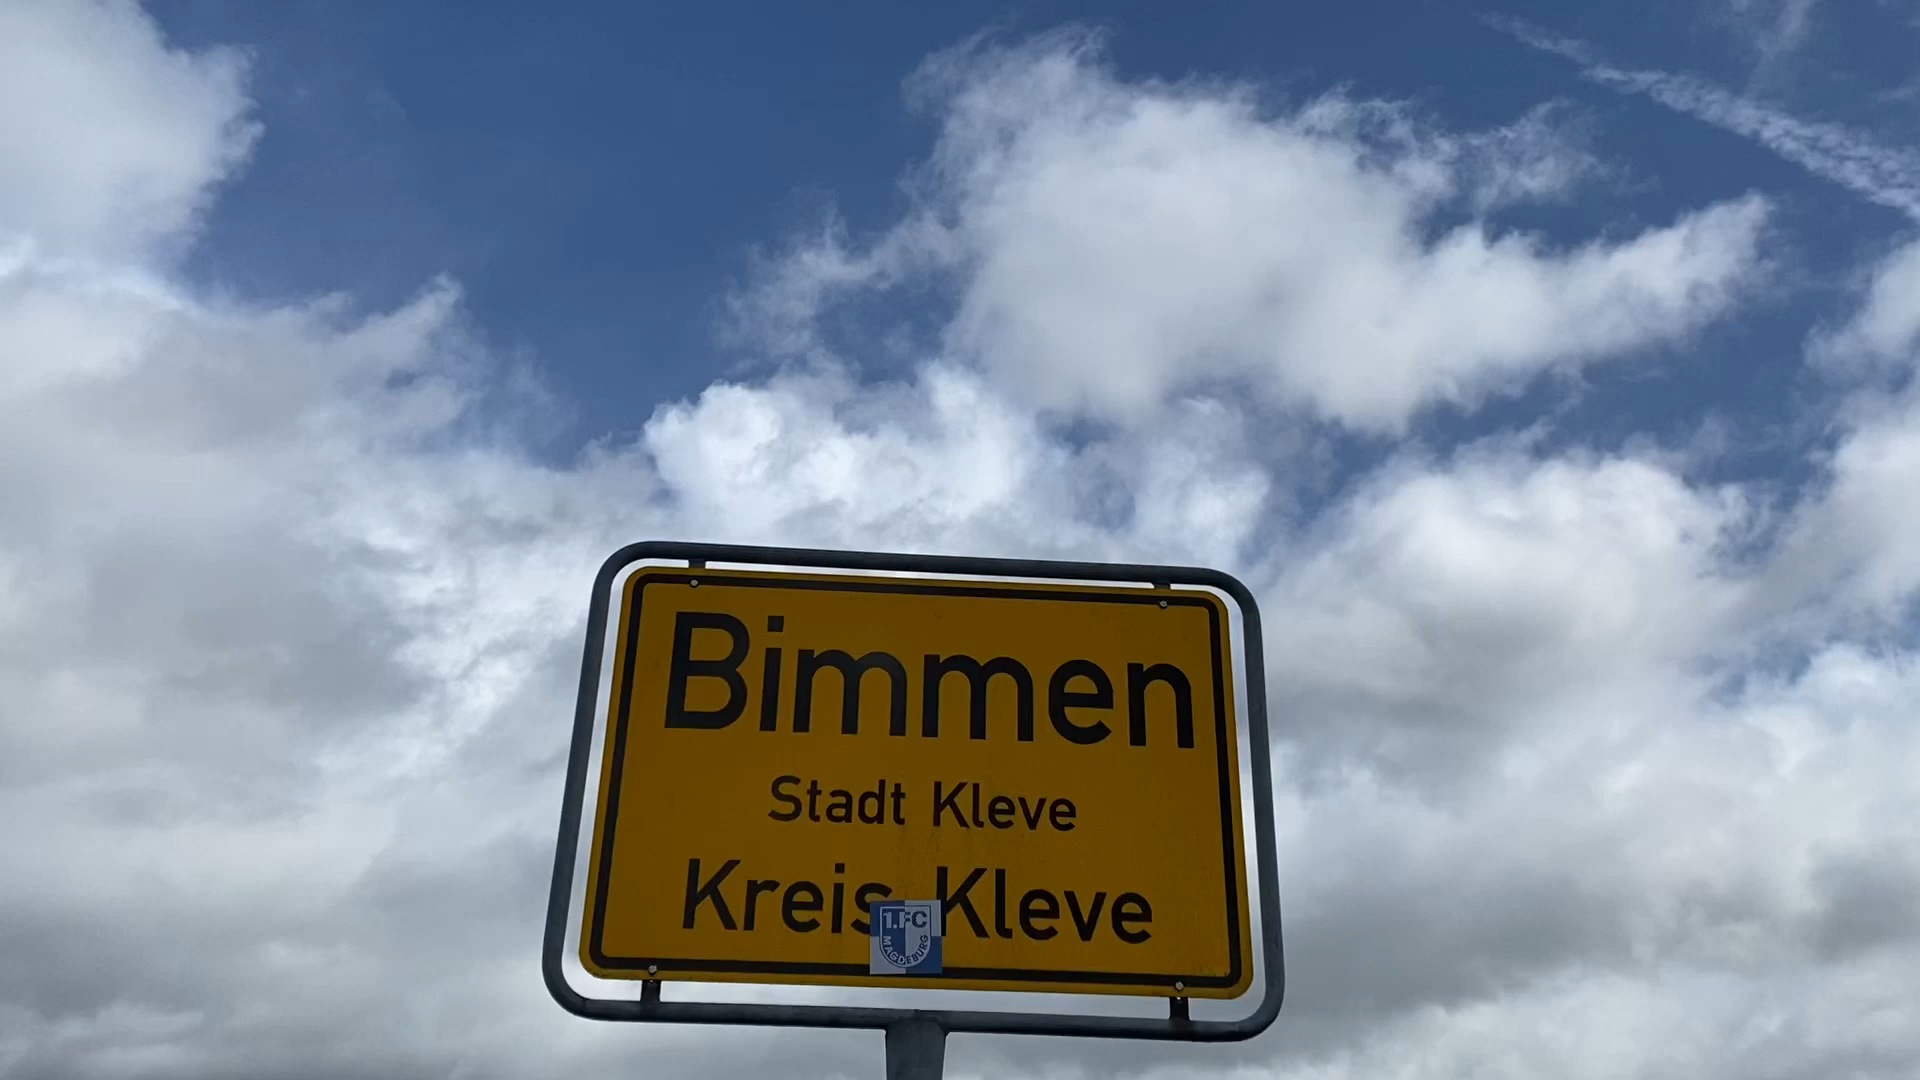 Bimmen
Stadt Kleve
Kreis Kleve
1.FC
MAGDEBURG